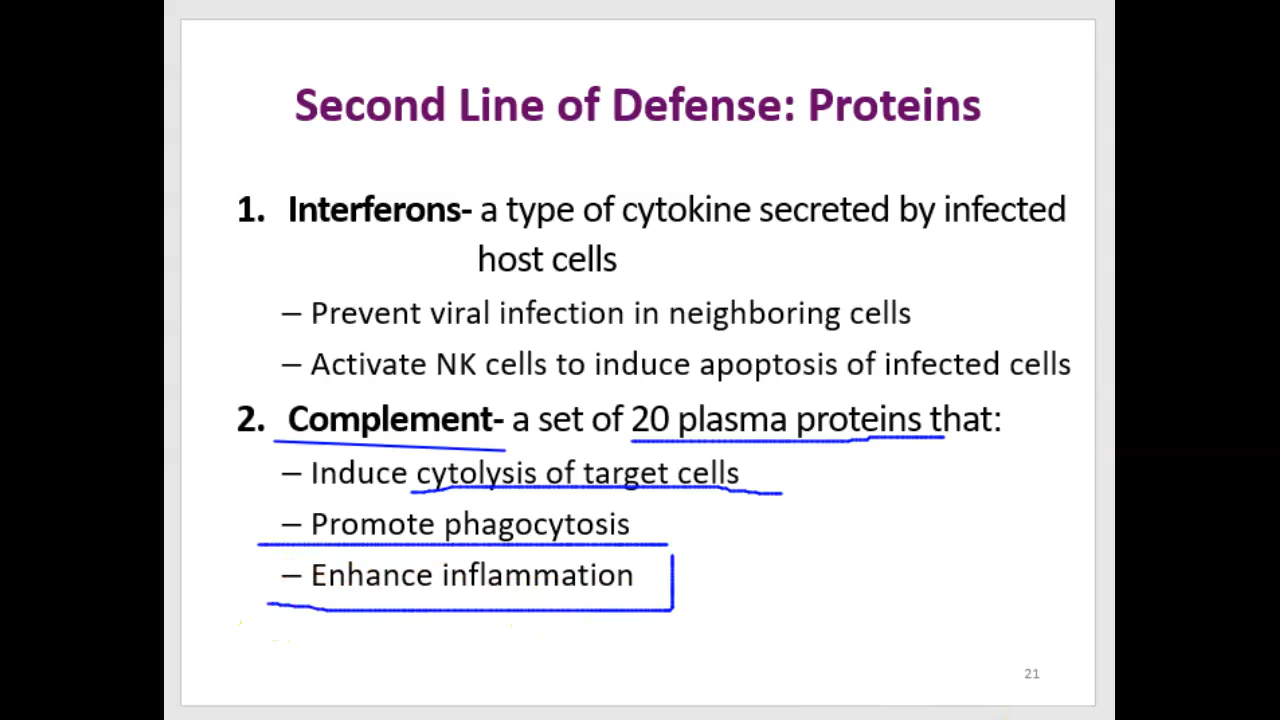 Second Line of Defense: Proteins
1. Interferons- a type of cytokine secreted by infected
host cells
– Prevent viral infection in neighboring cells
– Activate NK cells to induce apoptosis of infected cells
2. Complement- a set of 20 plasma proteins that:
– Induce cytolysis of target cells
– Promote phagocytosis
– Enhance inflammation
21